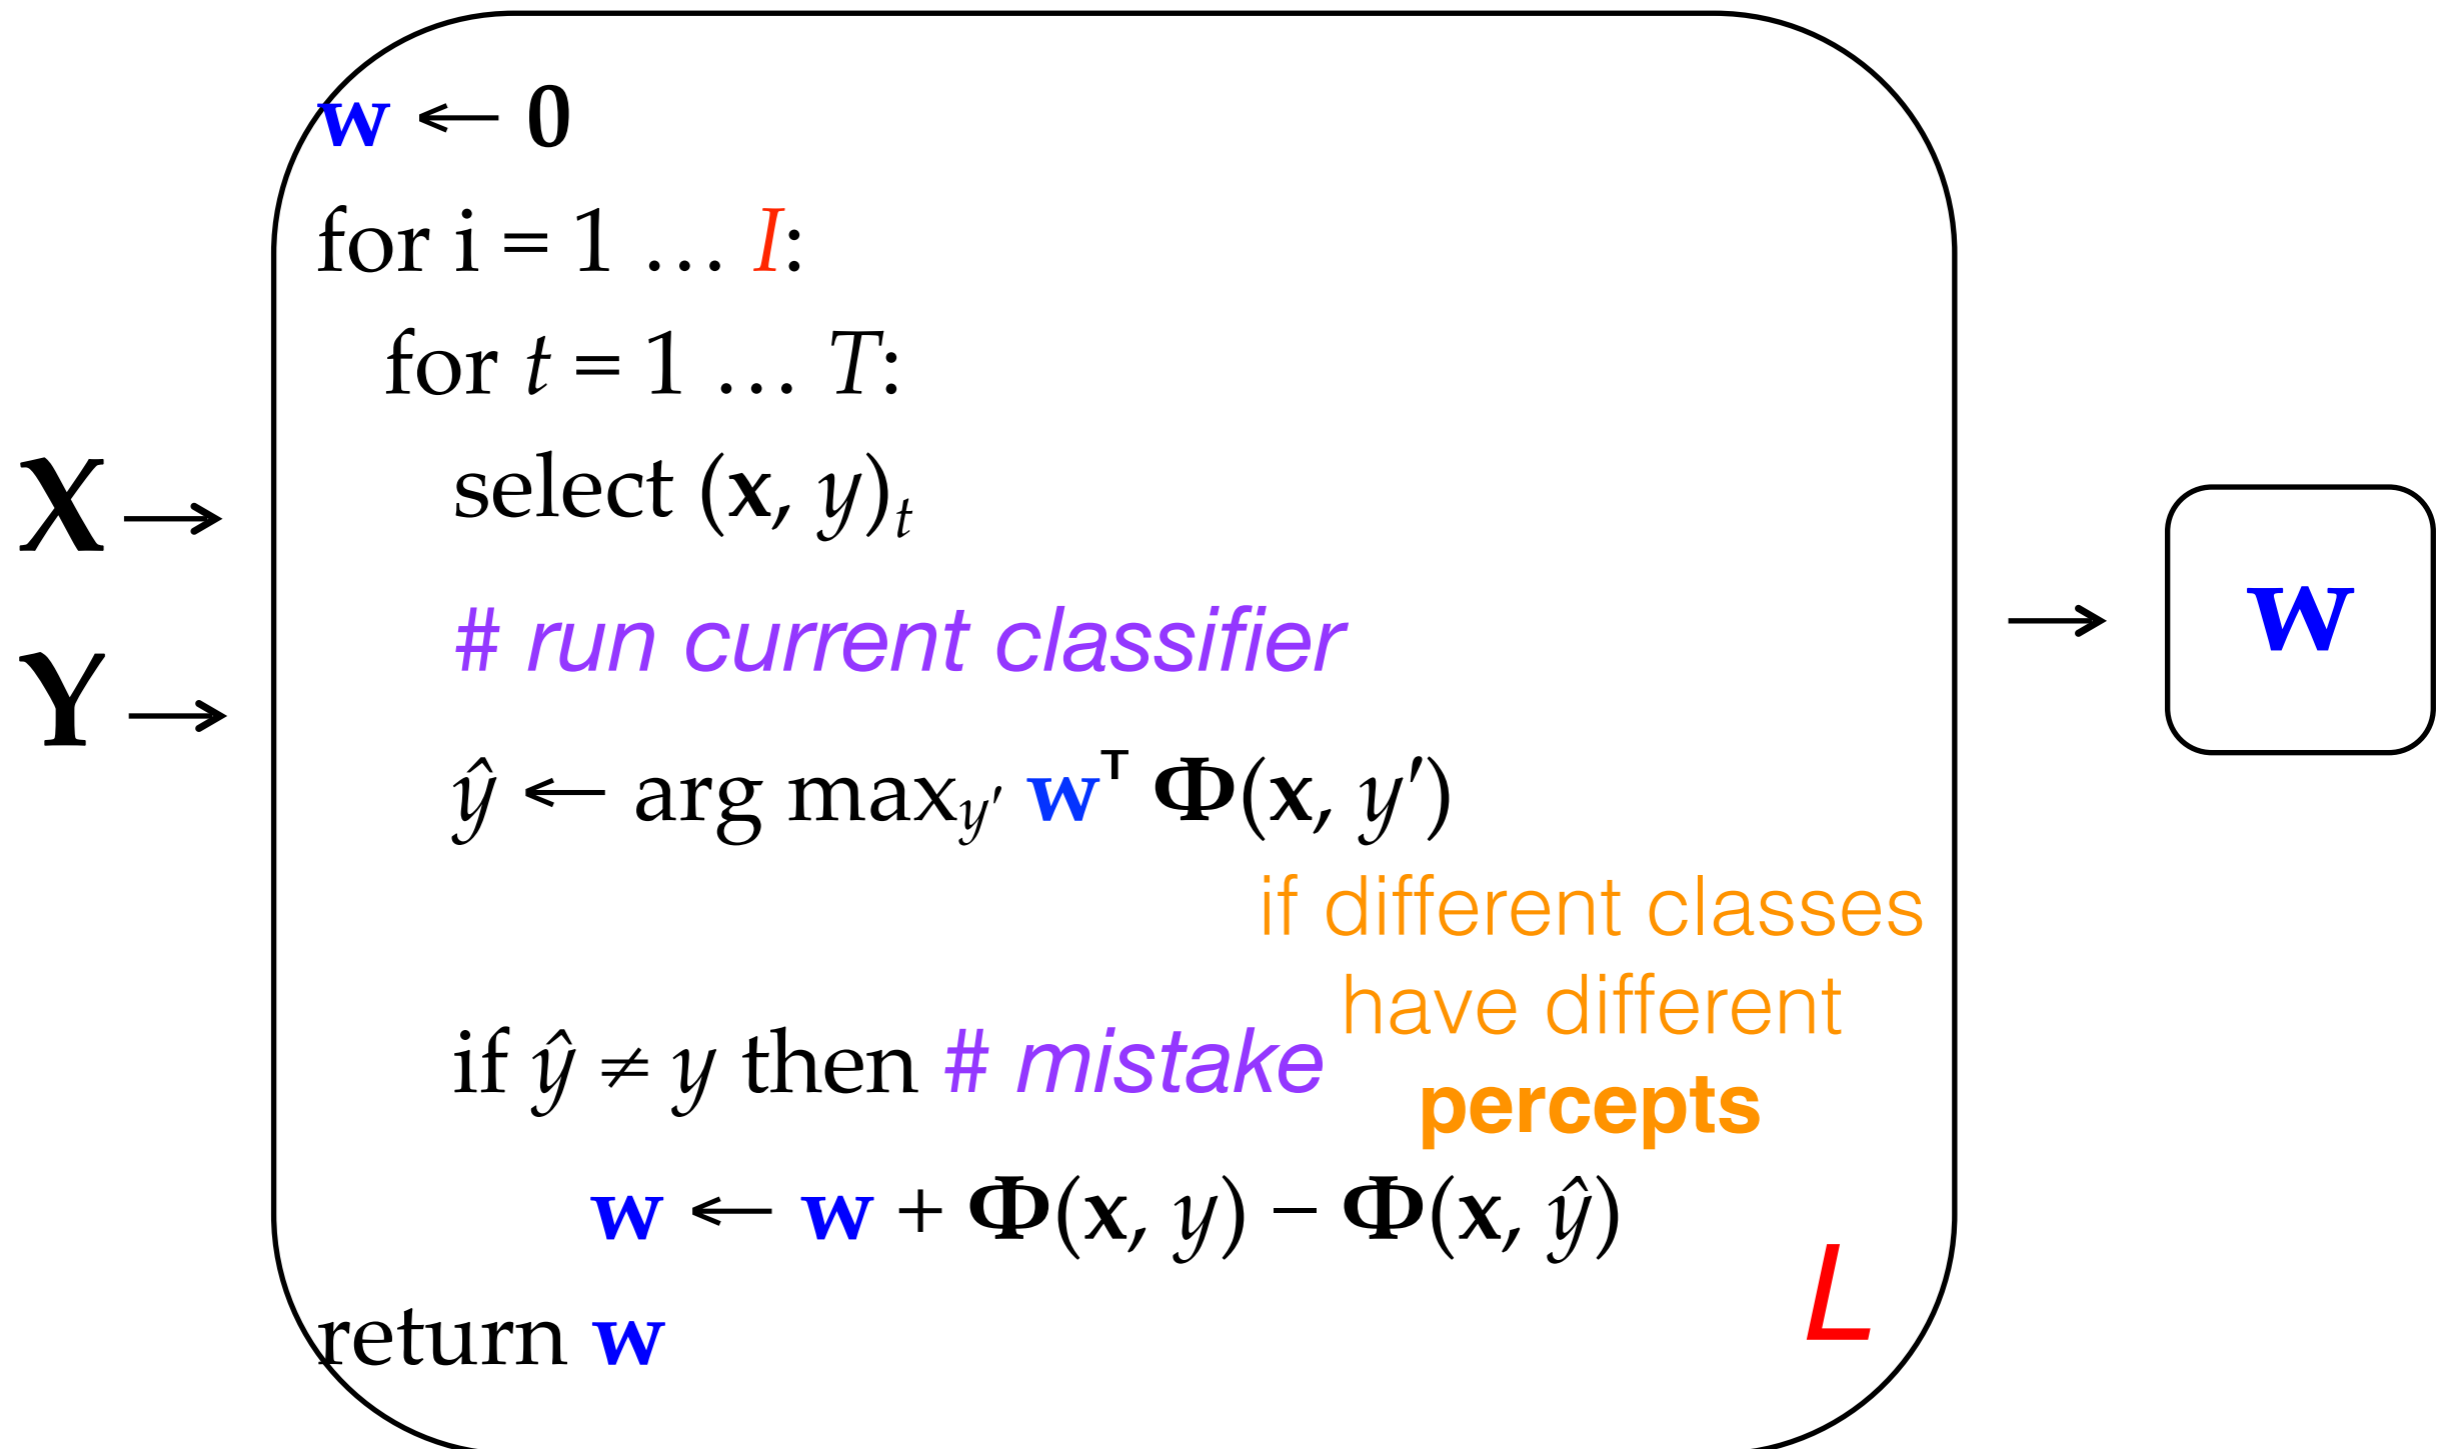 w ← 0
for i = 1 … I:
for t = 1 … T:
select (x, y)ₜ
X →
# run current classifier
Y →
→ w
ŷ ← arg max_y′ wᵀ Φ(x, y′)
if different classes
have different
percepts
if ŷ ≠ y then # mistake
w ← w + Φ(x, y) − Φ(x, ŷ)
L
return w